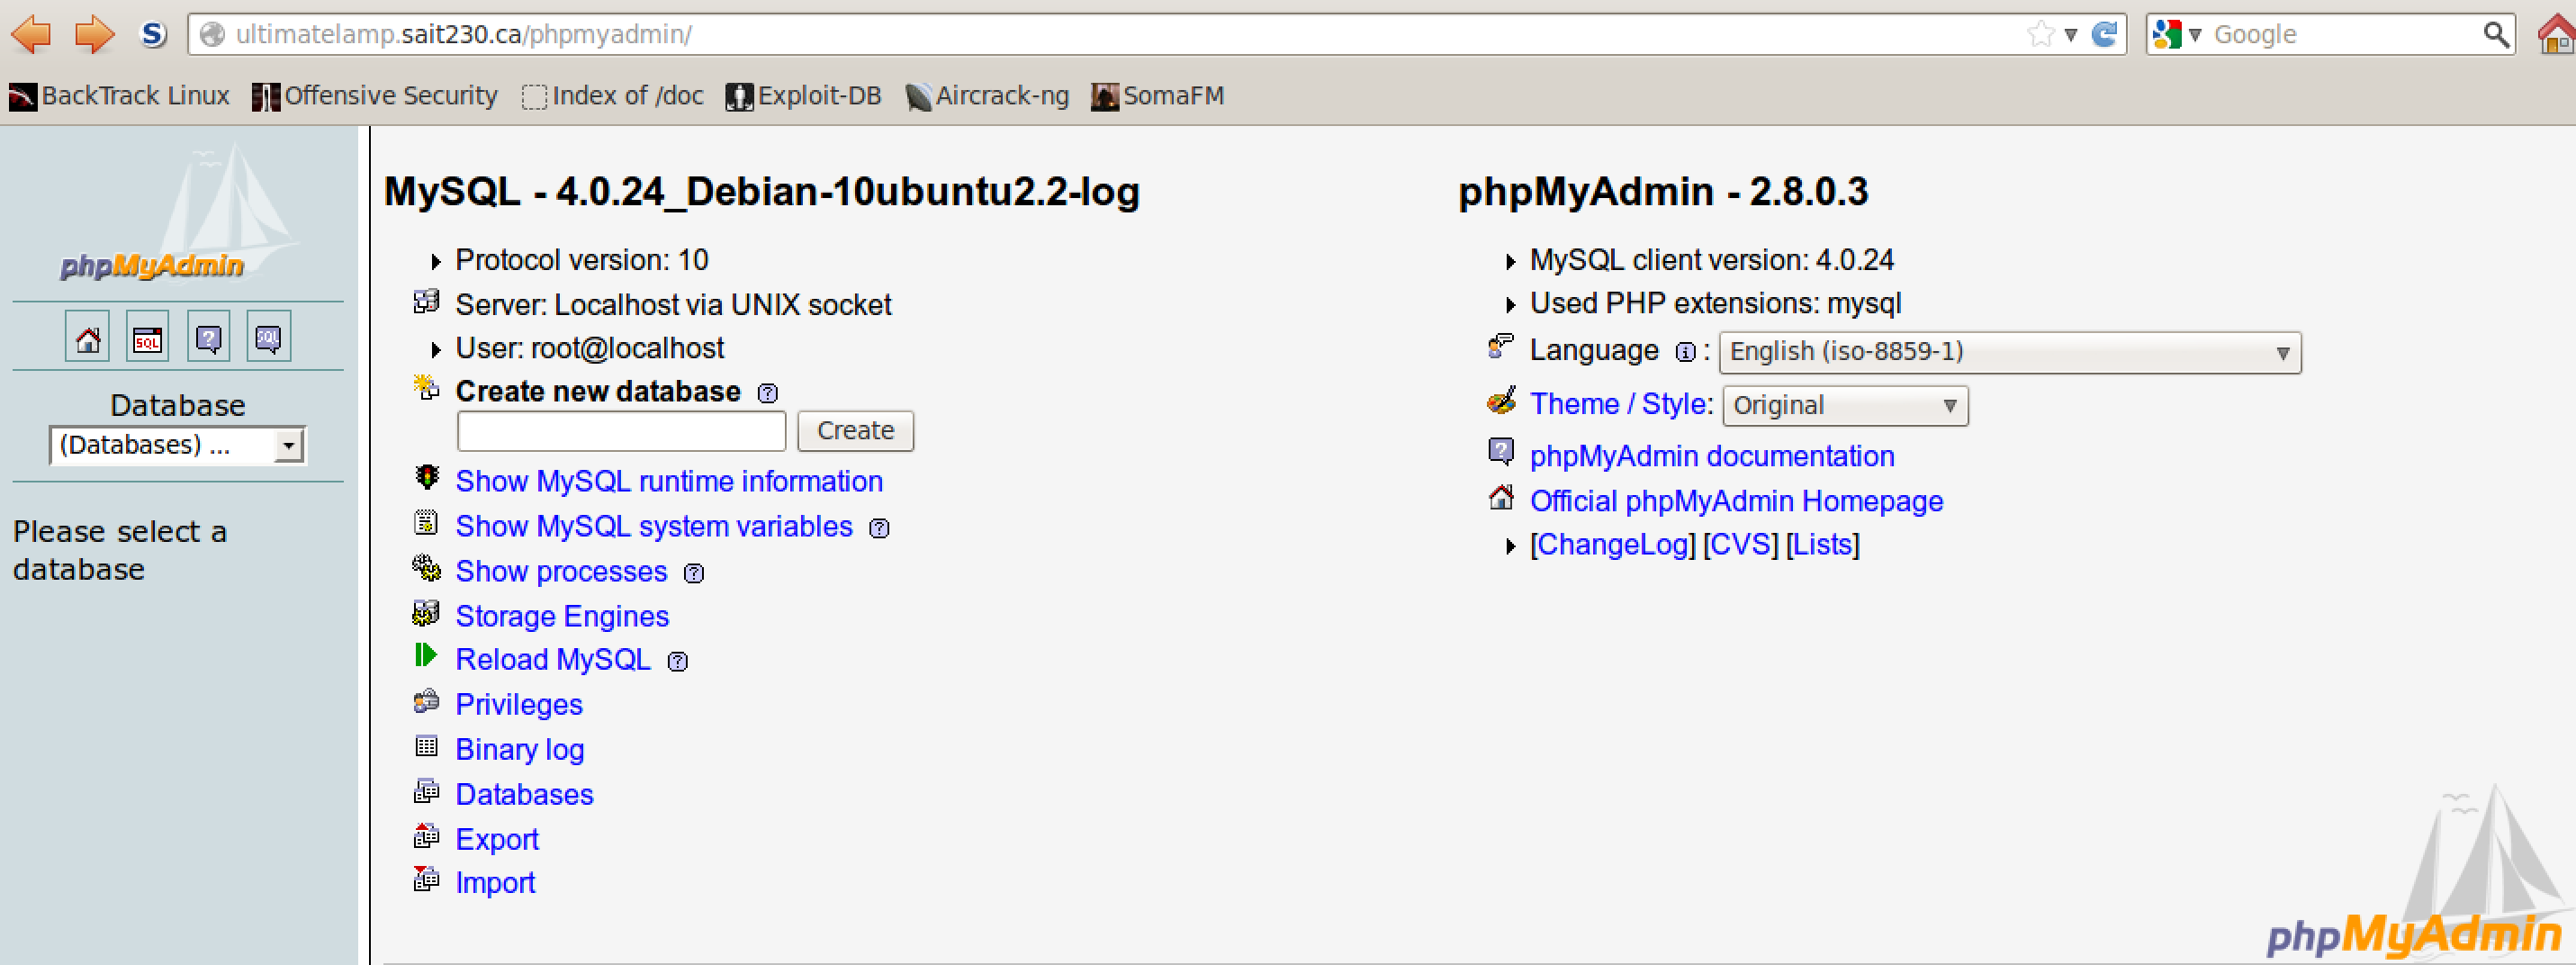 S ultimatelamp.sait230.ca/phpmyadmin/ Google
BackTrack Linux Offensive Security Index of /doc Exploit-DB Aircrack-ng SomaFM
phpMyAdmin
SQL ? SQL
Database
(Databases) ...
Please select a
database
MySQL - 4.0.24_Debian-10ubuntu2.2-log
Protocol version: 10
Server: Localhost via UNIX socket
User: root@localhost
Create new database ?
Create
Show MySQL runtime information
Show MySQL system variables ?
Show processes ?
Storage Engines
Reload MySQL ?
Privileges
Binary log
Databases
Export
Import
phpMyAdmin - 2.8.0.3
MySQL client version: 4.0.24
Used PHP extensions: mysql
Language i : English (iso-8859-1)
Theme / Style: Original
phpMyAdmin documentation
Official phpMyAdmin Homepage
[ChangeLog] [CVS] [Lists]
phpMyAdmin